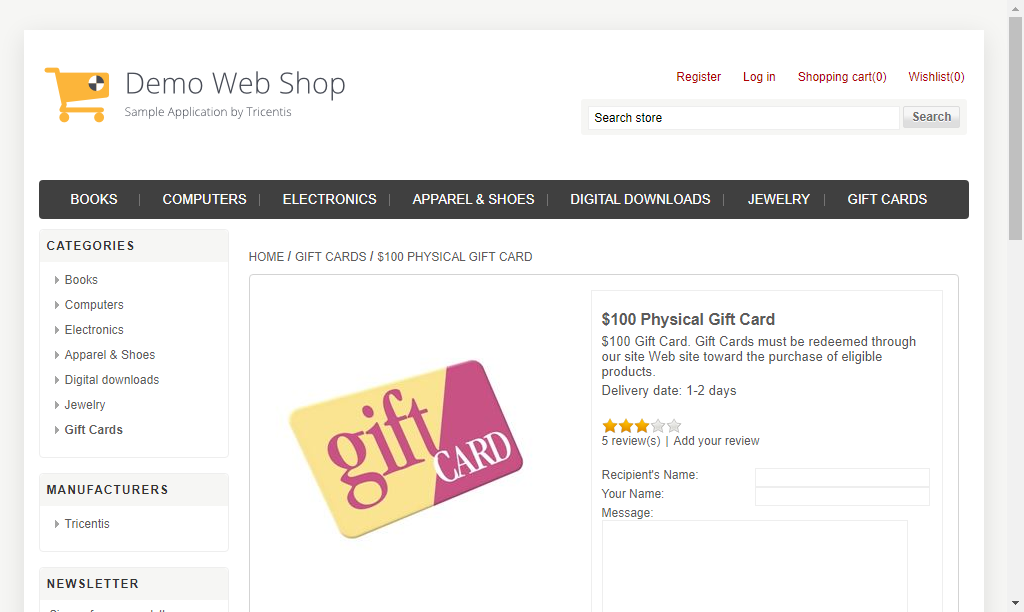 Demo Web Shop
Sample Application by Tricentis
Register
Log in
Shopping cart(0)
Wishlist(0)
Search store
Search
BOOKS
COMPUTERS
ELECTRONICS
APPAREL & SHOES
DIGITAL DOWNLOADS
JEWELRY
GIFT CARDS
CATEGORIES
Books
Computers
Electronics
Apparel & Shoes
Digital downloads
Jewelry
Gift Cards
MANUFACTURERS
Tricentis
NEWSLETTER
HOME / GIFT CARDS / $100 PHYSICAL GIFT CARD
gift
CARD
$100 Physical Gift Card
$100 Gift Card. Gift Cards must be redeemed through
our site Web site toward the purchase of eligible
products.
Delivery date: 1-2 days
5 review(s) | Add your review
Recipient's Name:
Your Name:
Message: